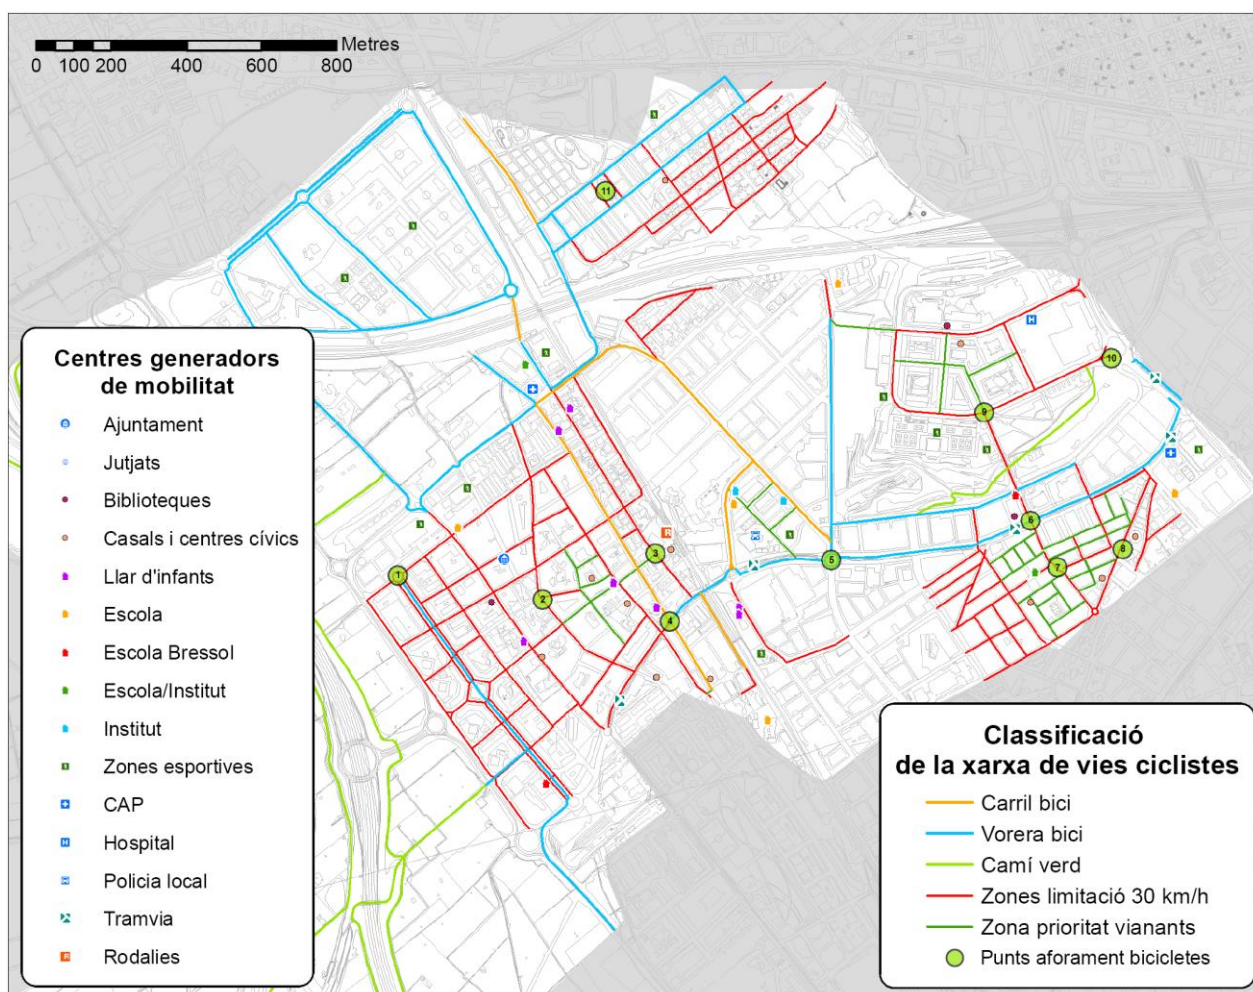 Metres
0 100 200 400 600 800
11
10
9
1
2
3
4
5
6
7
8
Centres generadors
de mobilitat
Ajuntament
Jutjats
Biblioteques
Casals i centres cívics
Llar d'infants
Escola
Escola Bressol
Escola/Institut
Institut
Zones esportives
CAP
Hospital
Policia local
Tramvia
Rodalies
Classificació
de la xarxa de vies ciclistes
Carril bici
Vorera bici
Camí verd
Zones limitació 30 km/h
Zona prioritat vianants
Punts aforament bicicletes